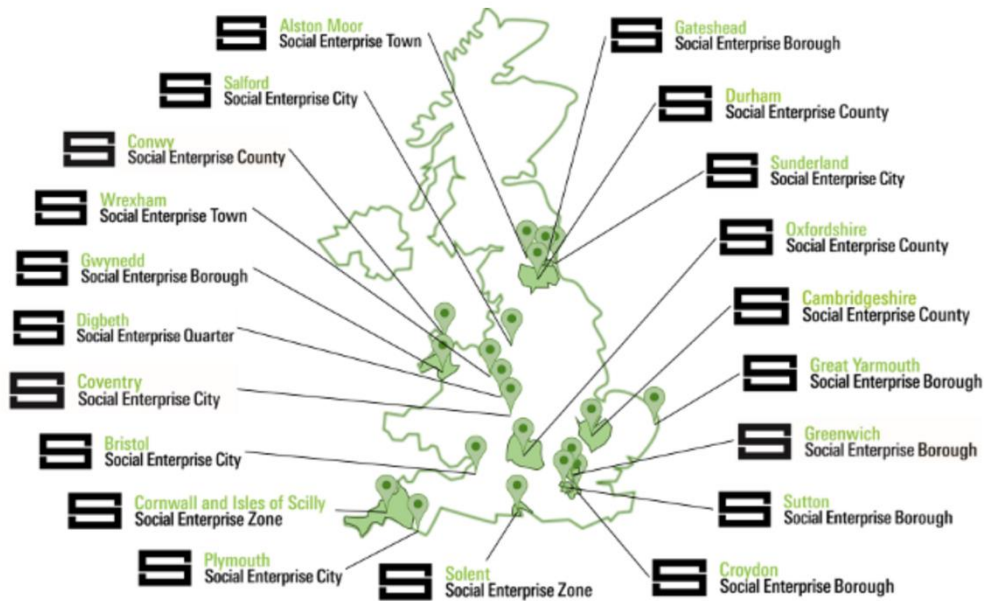 Alston Moor
Social Enterprise Town
Gateshead
Social Enterprise Borough
Salford
Social Enterprise City
Durham
Social Enterprise County
Conwy
Social Enterprise County
Sunderland
Social Enterprise City
Wrexham
Social Enterprise Town
Oxfordshire
Social Enterprise County
Gwynedd
Social Enterprise Borough
Cambridgeshire
Social Enterprise County
Digbeth
Social Enterprise Quarter
Great Yarmouth
Social Enterprise Borough
Coventry
Social Enterprise City
Greenwich
Social Enterprise Borough
Bristol
Social Enterprise City
Cornwall and Isles of Scilly
Social Enterprise Zone
Sutton
Social Enterprise Borough
Plymouth
Social Enterprise City
Solent
Social Enterprise Zone
Croydon
Social Enterprise Borough